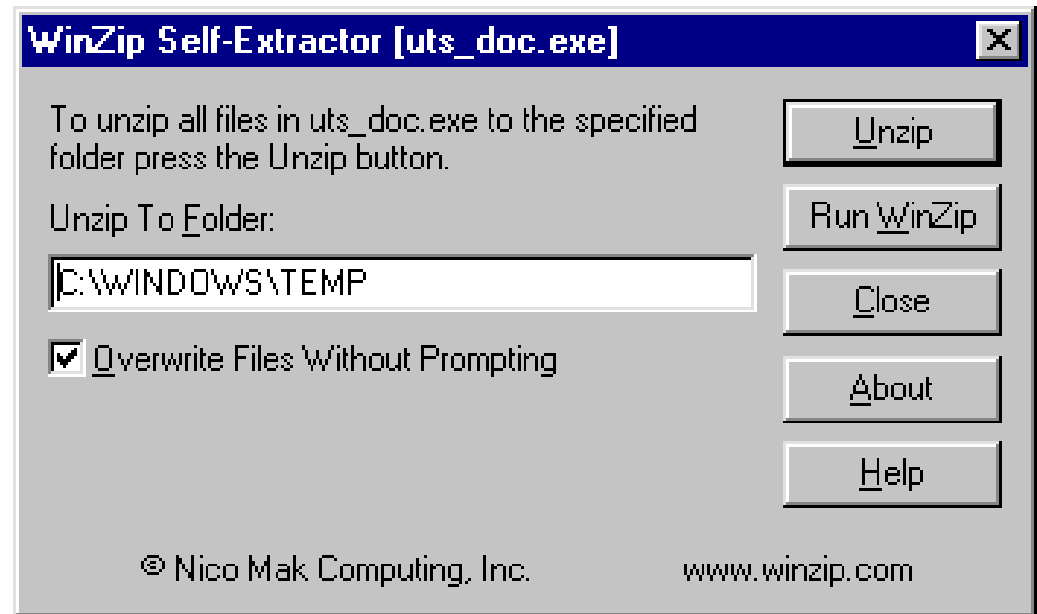 WinZip Self-Extractor [uts_doc.exe]
To unzip all files in uts_doc.exe to the specified
folder press the Unzip button.
Unzip To Folder:
C:\WINDOWS\TEMP
Overwrite Files Without Prompting
Unzip
Run WinZip
Close
About
Help
© Nico Mak Computing, Inc.
www.winzip.com